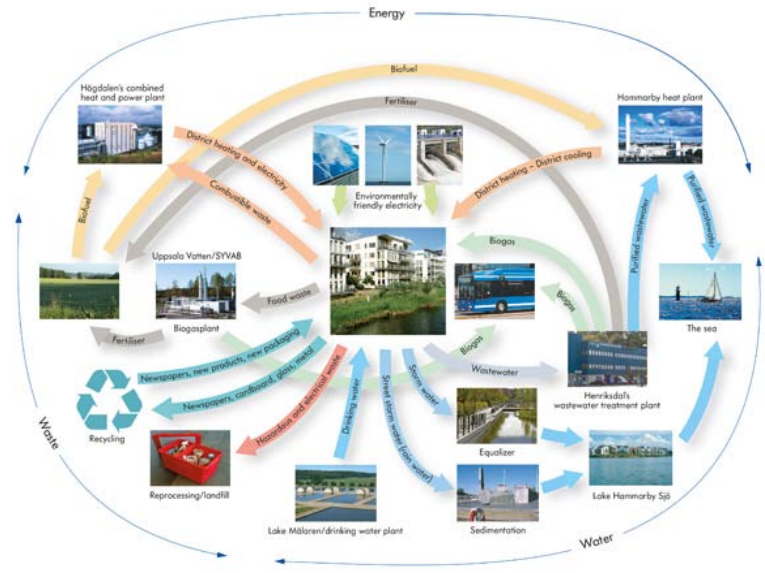 Energy
Biofuel
Högdalen's combined
heat and power plant
Hammarby heat plant
Fertiliser
District heating and electricity
Combustible waste
District heating – District cooling
Environmentally
friendly electricity
Biofuel
Purified wastewater
Purified wastewater
Uppsala Vatten/SYVAB
Biogas
Food waste
Biogas
Biogasplant
The sea
Fertiliser
Biogas
Newspapers, new products, new packaging
Newspapers, cardboard, glass, metal
Wastewater
Henriksdal's
wastewater treatment plant
Hazardous and electrical waste
Drinking water
Storm water
Street storm water (rain water)
Recycling
Waste
Equalizer
Reprocessing/landfill
Lake Hammarby Sjö
Lake Mälaren/drinking water plant
Sedimentation
Water